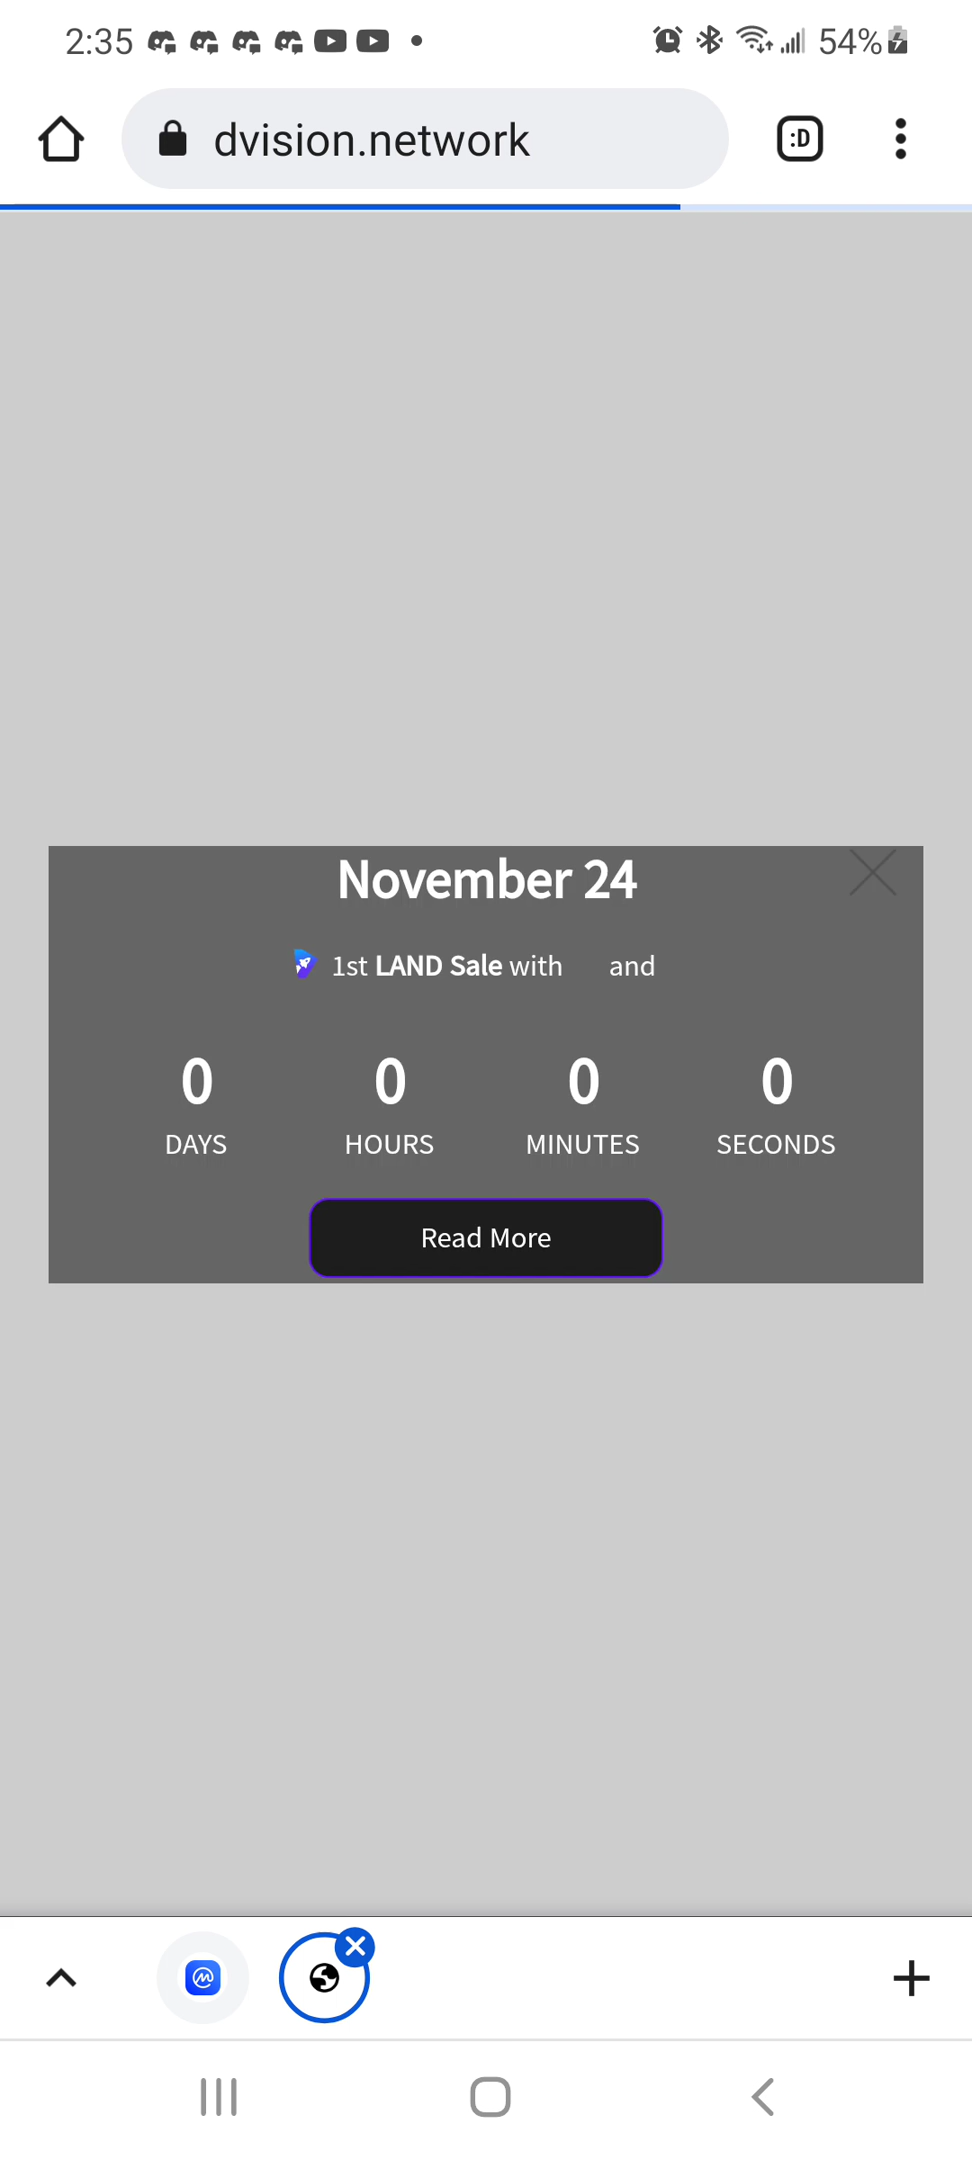 2:35 54%
dvision.network :D
November 24
1st LAND Sale with and
0 0 0 0
DAYS HOURS MINUTES SECONDS
Read More